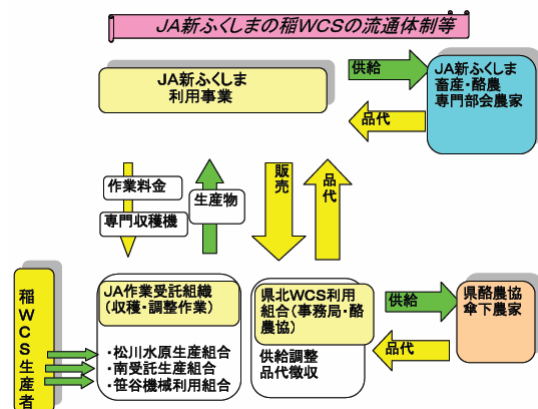 JA新ふくしまの稲WCSの流通体制等
JA新ふくしま
利用事業
供給
品代
JA新ふくしま
畜産・酪農
専門部会農家
作業料金
専門収穫機
生産物
販売
品代
稲WCS生産者
JA作業受託組織
(収穫・調整作業)
・松川水原生産組合
・南受託生産組合
・笹谷機械利用組合
県北WCS利用
組合(事務局・酪
農協)
供給調整
品代徴収
供給
品代
県酪農協
傘下農家